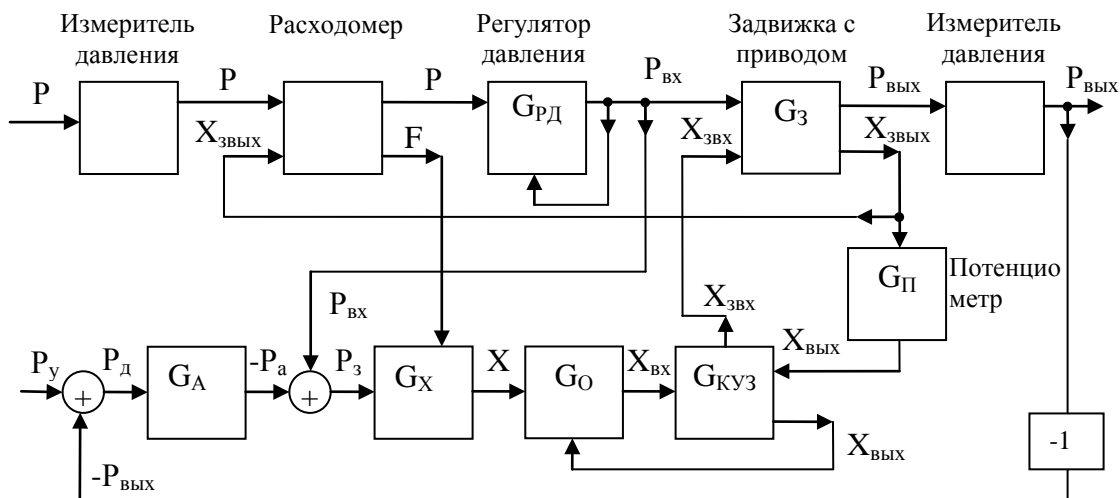 Измеритель
давления
Расходомер
Регулятор
давления
Задвижка с
приводом
Измеритель
давления
P
P
P
Pвх
Pвых
Pвых
GРД
GЗ
Xзвых
F
Xзвх
Xзвых
GП
Потенцио
метр
Xзвх
Pвх
Xвых
Pу
Pд
GА
-Pа
Pз
GХ
X
GО
Xвх
GКУЗ
+
+
Xвых
-1
-Pвых